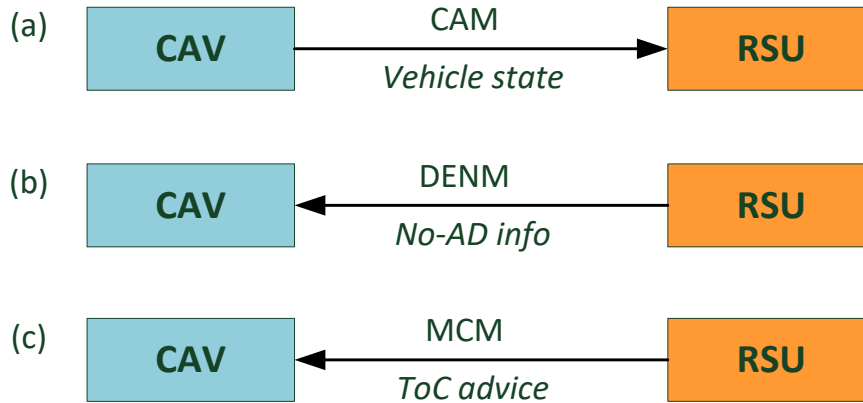 (a)
CAV
CAM
Vehicle state
RSU
(b)
CAV
DENM
No-AD info
RSU
(c)
CAV
MCM
ToC advice
RSU